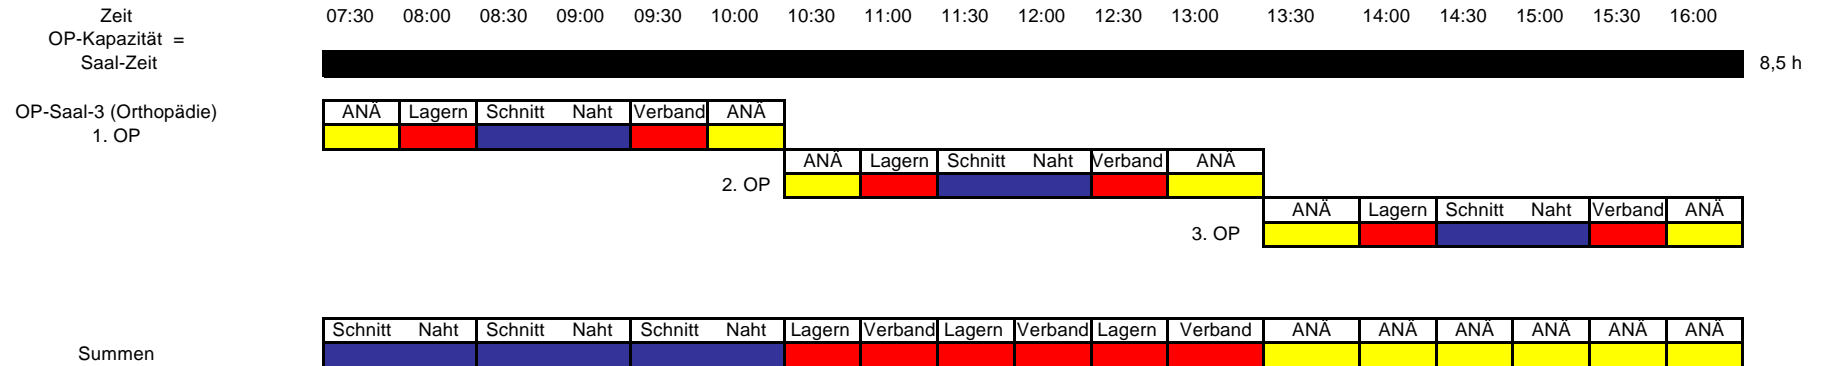 Zeit 07:30 08:00 08:30 09:00 09:30 10:00 10:30 11:00 11:30 12:00 12:30 13:00 13:30 14:00 14:30 15:00 15:30 16:00
OP-Kapazität =
Saal-Zeit 8,5 h
OP-Saal-3 (Orthopädie) ANÄ Lagern Schnitt Naht Verband ANÄ
1. OP
ANÄ Lagern Schnitt Naht Verband ANÄ
2. OP
ANÄ Lagern Schnitt Naht Verband ANÄ
3. OP
Schnitt Naht Schnitt Naht Schnitt Naht Lagern Verband Lagern Verband Lagern Verband ANÄ ANÄ ANÄ ANÄ ANÄ ANÄ
Summen